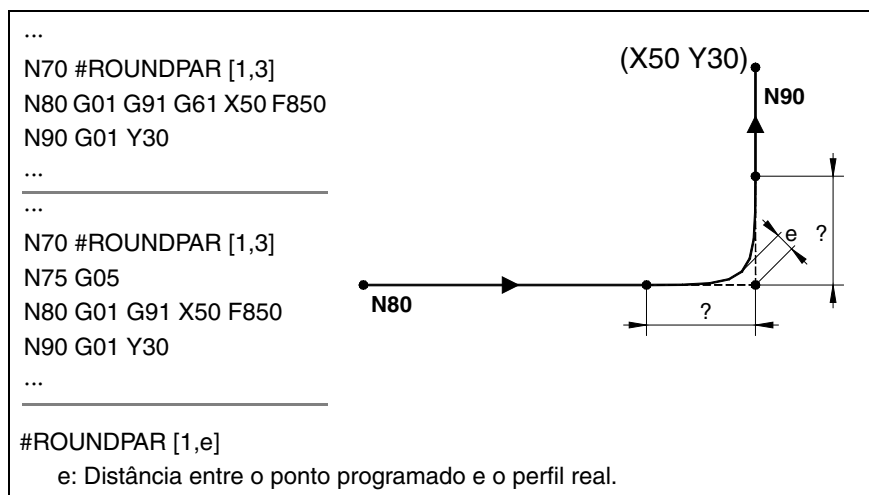 ...
N70 #ROUNDPAR [1,3]
N80 G01 G91 G61 X50 F850
N90 G01 Y30
...
...
N70 #ROUNDPAR [1,3]
N75 G05
N80 G01 G91 X50 F850
N90 G01 Y30
...
(X50 Y30)
N90
e
?
N80
?
#ROUNDPAR [1,e]
e: Distância entre o ponto programado e o perfil real.